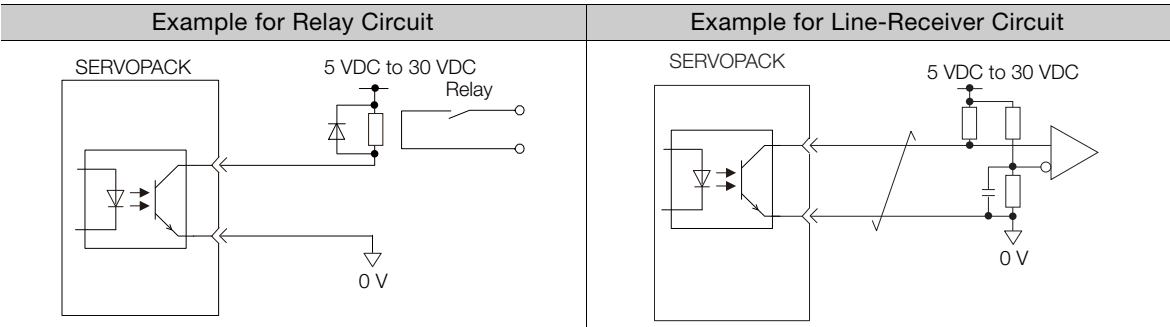 Example for Relay Circuit
Example for Line-Receiver Circuit
SERVOPACK
5 VDC to 30 VDC
Relay
0 V
SERVOPACK
5 VDC to 30 VDC
0 V